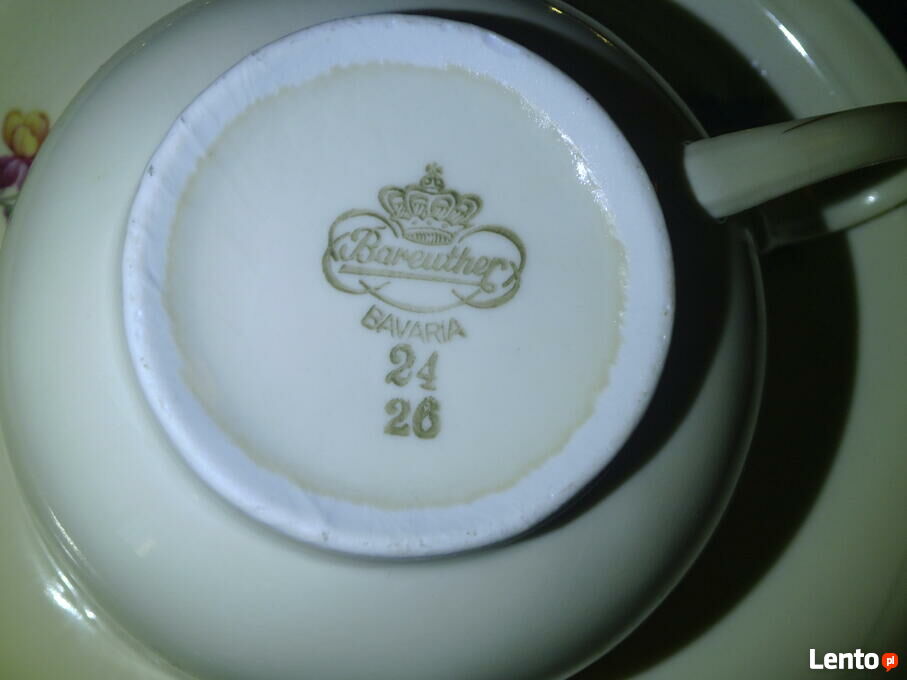 Bareuther
BAVARIA
24
26
Lento.pl